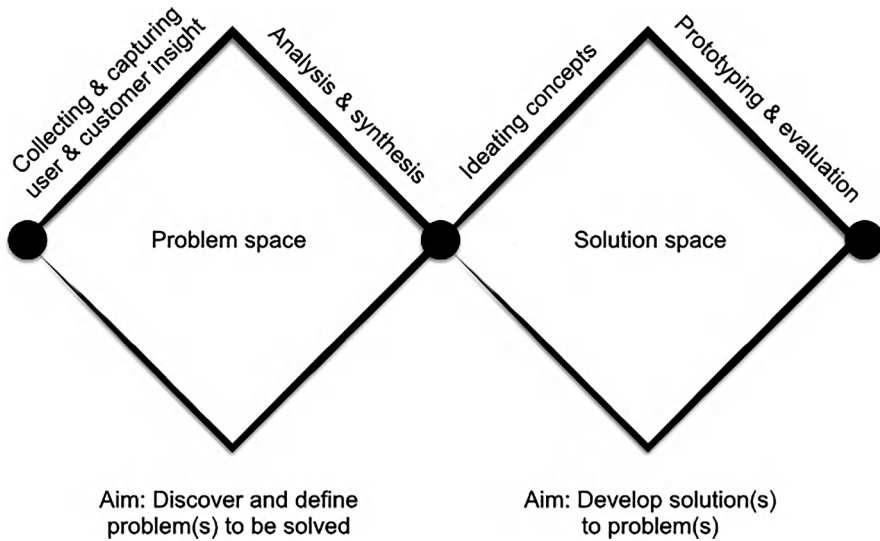 Collecting & capturing
user & customer insight
Analysis & synthesis
Ideating concepts
Prototyping & evaluation
Problem space
Solution space
Aim: Discover and define
problem(s) to be solved
Aim: Develop solution(s)
to problem(s)